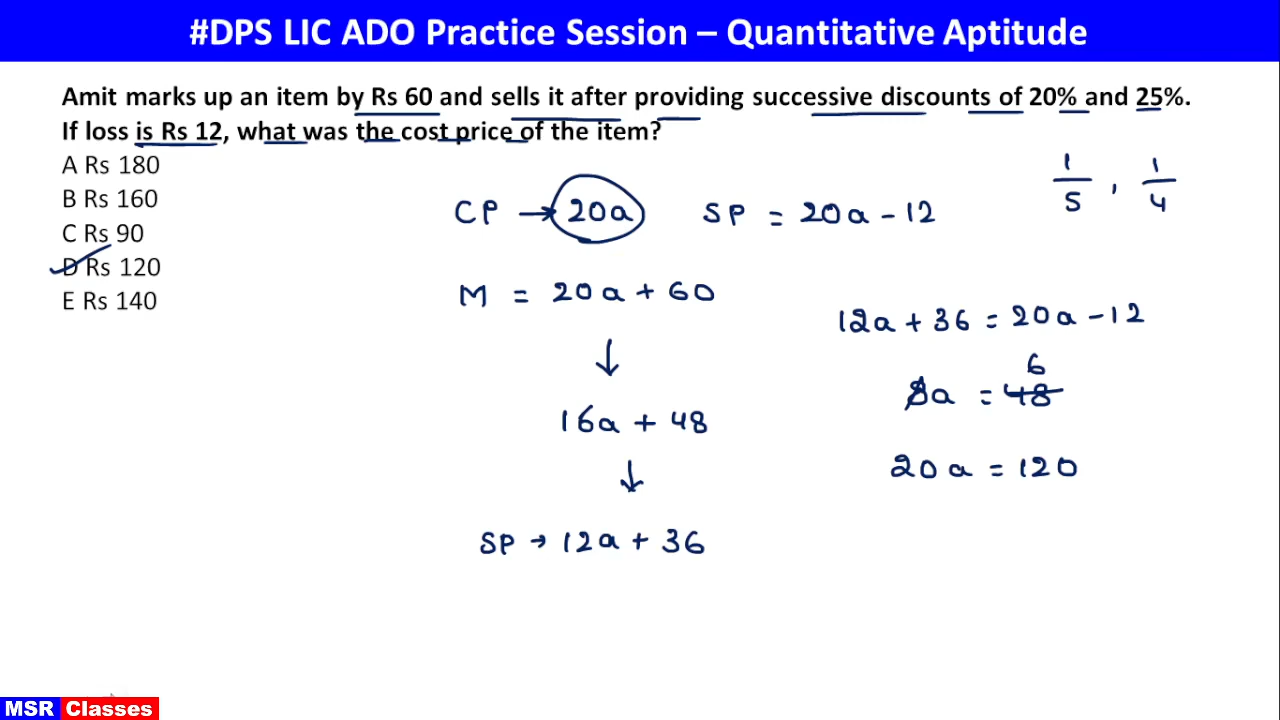 #DPS LIC ADO Practice Session – Quantitative Aptitude
Amit marks up an item by Rs 60 and sells it after providing successive discounts of 20% and 25%.
If loss is Rs 12, what was the cost price of the item?
A Rs 180
B Rs 160
C Rs 90
D Rs 120
E Rs 140
1/5 , 1/4
CP → 20a
SP = 20a - 12
M = 20a + 60
↓
16a + 48
↓
SP → 12a + 36
12a + 36 = 20a - 12
6
8a = 48
20a = 120
MSR Classes